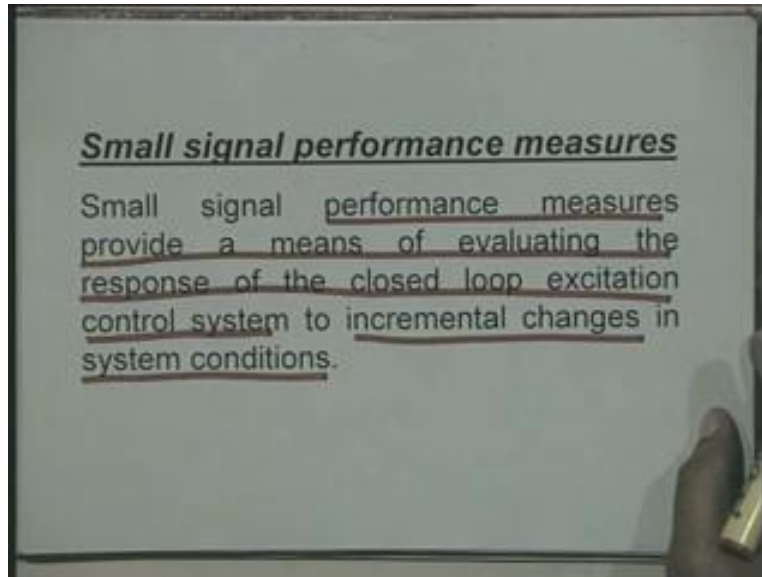 Small signal performance measures
Small signal performance measures
provide a means of evaluating the
response of the closed loop excitation
control system to incremental changes in
system conditions.